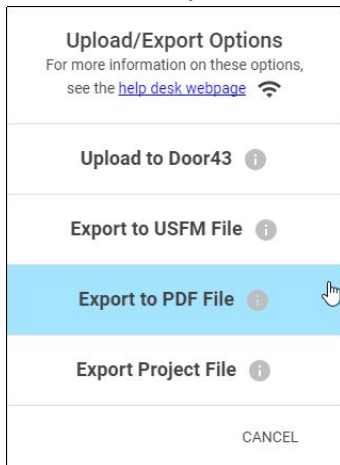 Upload/Export Options
For more information on these options,
see the help desk webpage
Upload to Door43
Export to USFM File
Export to PDF File
Export Project File
CANCEL